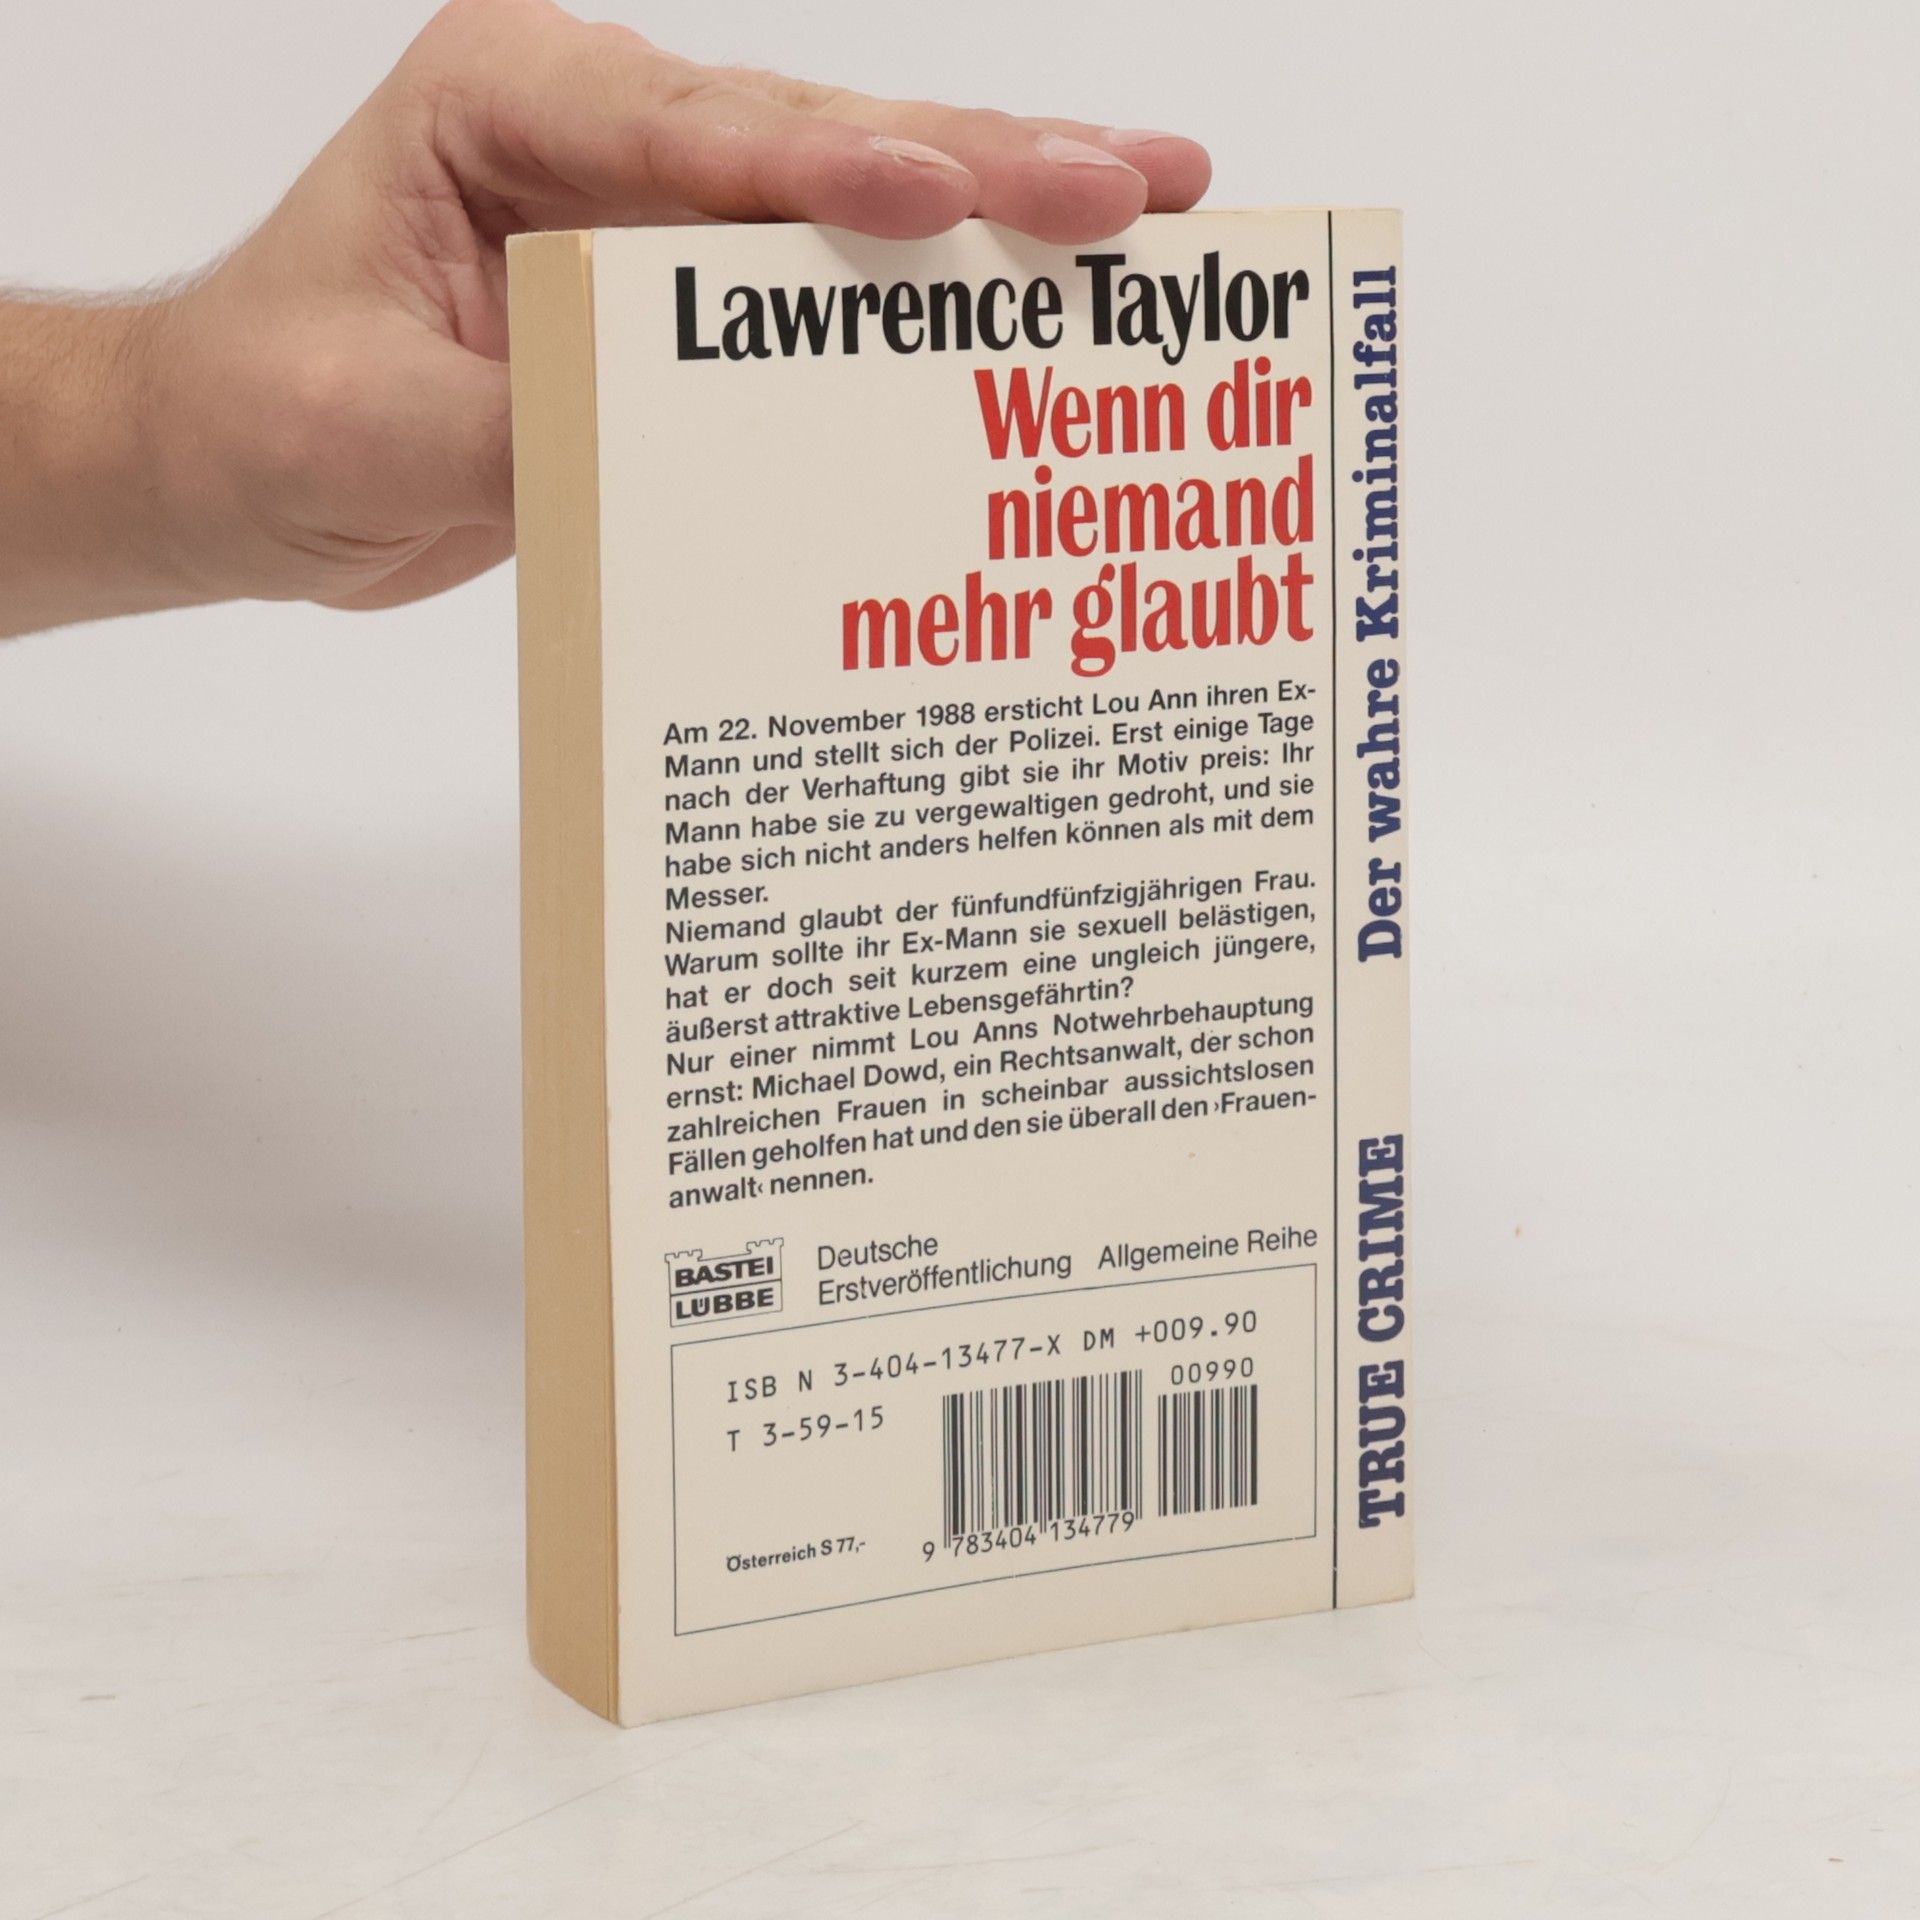 Lawrence Taylor
Wenn dir
niemand
mehr glaubt
Am 22. November 1988 ersticht Lou Ann ihren Ex-
Mann und stellt sich der Polizei. Erst einige Tage
nach der Verhaftung gibt sie ihr Motiv preis: Ihr
Mann habe sie zu vergewaltigen gedroht, und sie
habe sich nicht anders helfen können als mit dem
Messer.
Niemand glaubt der fünfundfünfzigjährigen Frau.
Warum sollte ihr Ex-Mann sie sexuell belästigen,
hat er doch seit kurzem eine ungleich jüngere,
äußerst attraktive Lebensgefährtin?
Nur einer nimmt Lou Anns Notwehrbehauptung
ernst: Michael Dowd, ein Rechtsanwalt, der schon
zahlreichen Frauen in scheinbar aussichtslosen
Fällen geholfen hat und den sie überall den ›Frauen-
anwalt‹ nennen.
BASTEI
LÜBBE
Deutsche
Erstveröffentlichung
Allgemeine Reihe
ISB N 3-404-13477-X DM +009.90
T 3-59-15
00990
Österreich S 77,-
9 783404 134779
TRUE CRIME Der wahre Kriminalfall